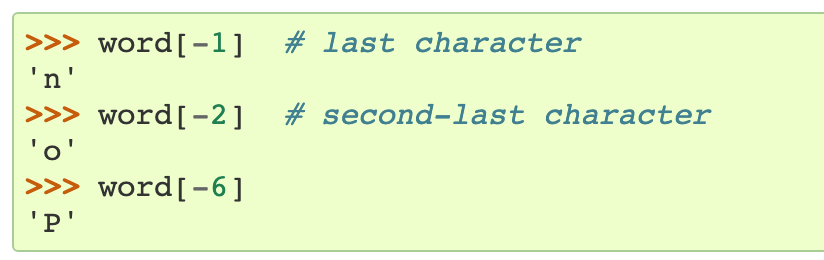 >>> word[-1]  # last character
'n'
>>> word[-2]  # second-last character
'o'
>>> word[-6]
'P'